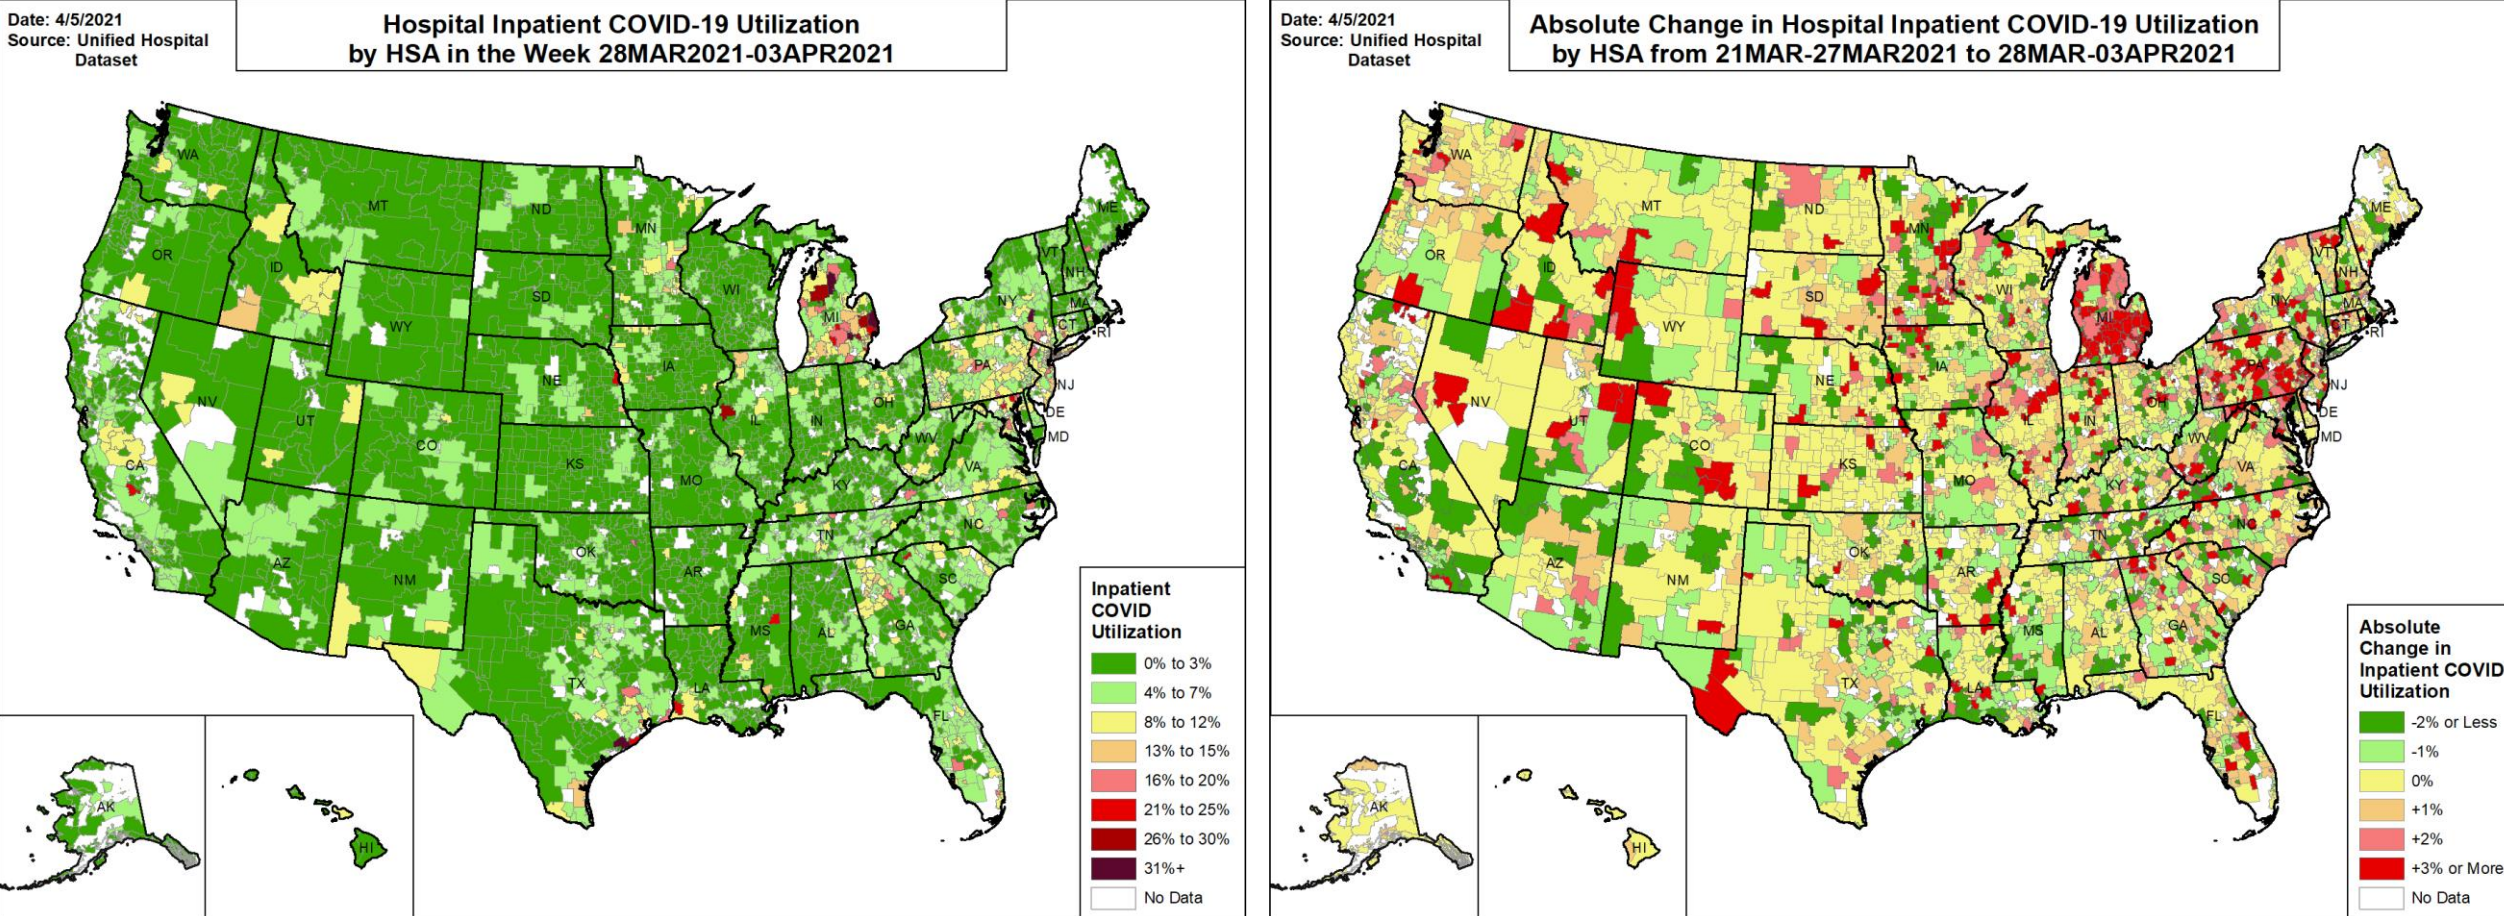 Date: 4/5/2021
Source: Unified Hospital
Dataset
Hospital Inpatient COVID-19 Utilization
by HSA in the Week 28MAR2021-03APR2021
WA
MT
ND
MN
ME
OR
ID
SD
WI
MI
VT
NH
NY
MA
CT
RI
WY
NE
IA
PA
NJ
NV
UT
CO
IL
IN
OH
DE
MD
CA
KS
MO
WV
VA
KY
AZ
NM
OK
AR
TN
NC
SC
MS
AL
GA
TX
LA
FL
AK
HI
Inpatient
COVID
Utilization
0% to 3%
4% to 7%
8% to 12%
13% to 15%
16% to 20%
21% to 25%
26% to 30%
31%+
No Data
Date: 4/5/2021
Source: Unified Hospital
Dataset
Absolute Change in Hospital Inpatient COVID-19 Utilization
by HSA from 21MAR-27MAR2021 to 28MAR-03APR2021
WA
MT
ND
MN
ME
OR
ID
SD
WI
MI
VT
NH
NY
MA
CT
RI
WY
NE
IA
PA
NJ
NV
UT
CO
IL
IN
OH
DE
MD
CA
KS
MO
WV
VA
KY
AZ
NM
OK
AR
TN
NC
SC
MS
AL
GA
TX
LA
FL
AK
HI
Absolute
Change in
Inpatient COVID
Utilization
-2% or Less
-1%
0%
+1%
+2%
+3% or More
No Data